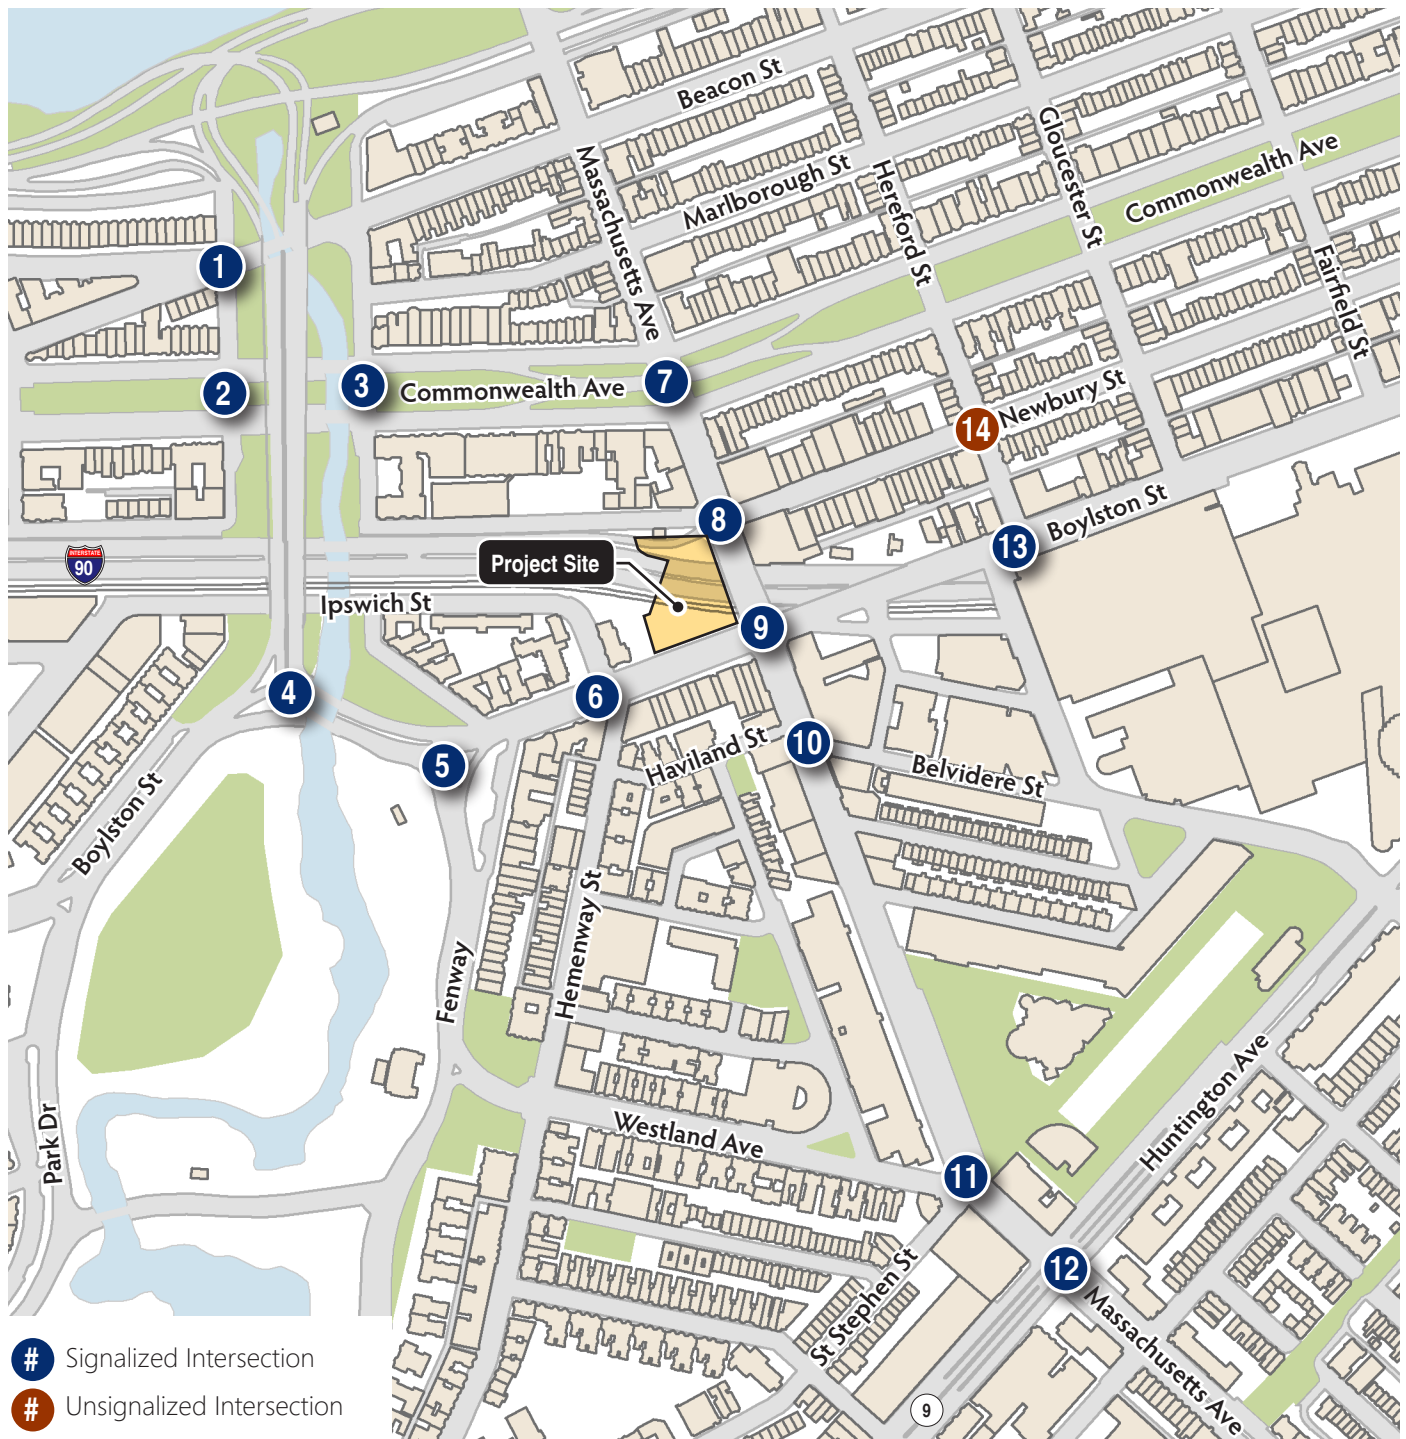 Beacon St
Massachusetts Ave
Marlborough St
Hereford St
Gloucester St
Commonwealth Ave
Fairfield St
1
2
3
Commonwealth Ave
7
14
Newbury St
8
13
Boylston St
INTERSTATE
90
Project Site
Ipswich St
9
4
6
5
Haviland St
10
Belvidere St
Boylston St
Hemenway St
Fenway
Park Dr
Westland Ave
Huntington Ave
11
12
St Stephen St
Massachusetts Ave
9
# Signalized Intersection
# Unsignalized Intersection